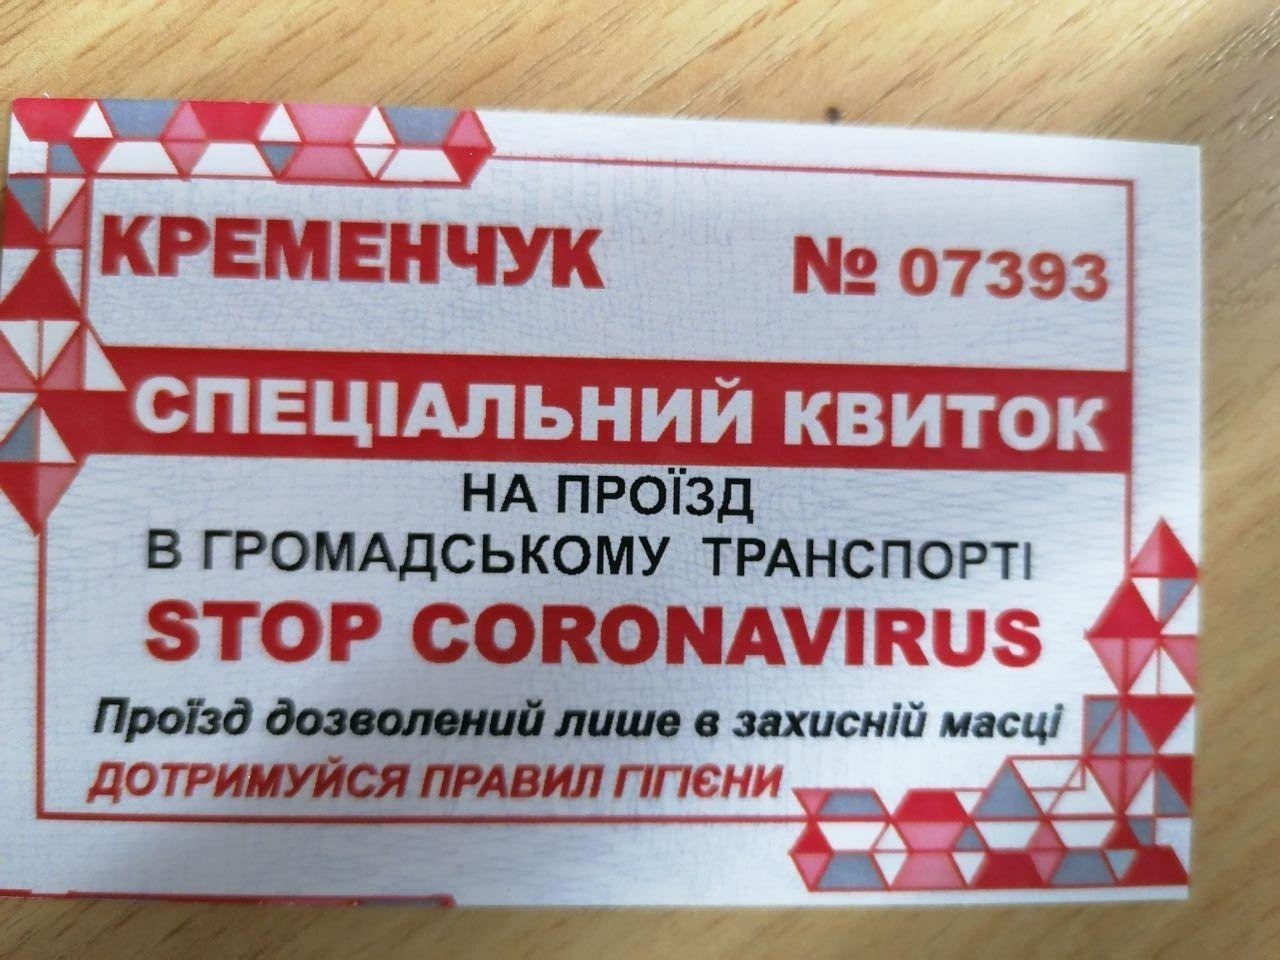 КРЕМЕНЧУК № 07393
СПЕЦІАЛЬНИЙ КВИТОК
НА ПРОЇЗД
В ГРОМАДСЬКОМУ ТРАНСПОРТІ
STOP CORONAVIRUS
Проїзд дозволений лише в захисній масці
ДОТРИМУЙСЯ ПРАВИЛ ГІГІЄНИ